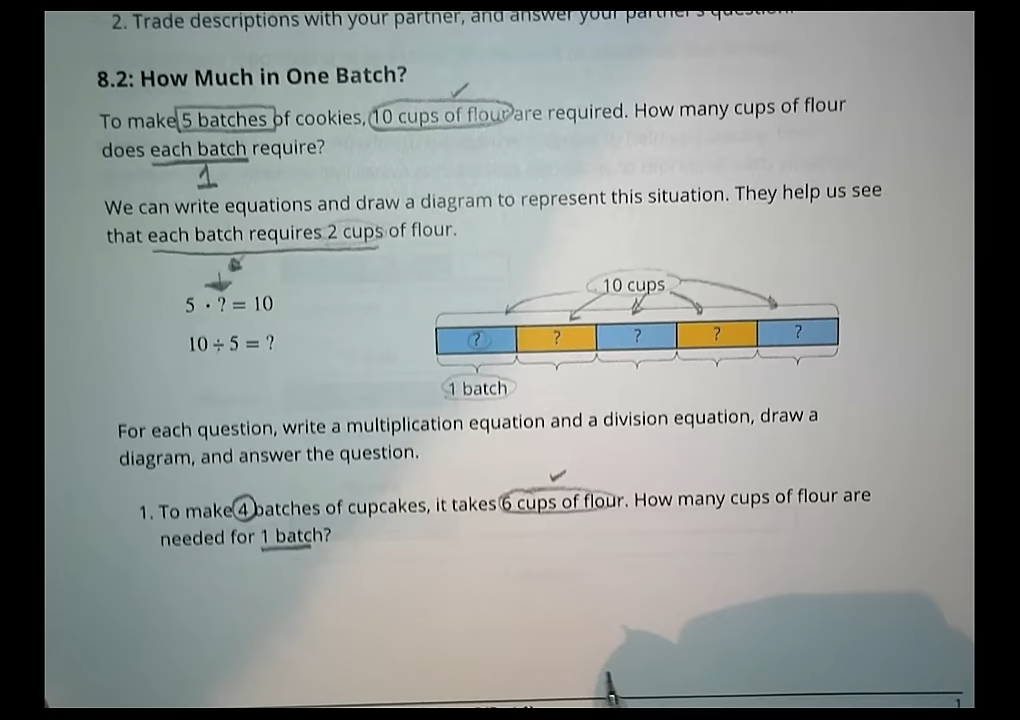 2. Trade descriptions with your partner, and answer your partner's question.
8.2: How Much in One Batch?
To make 5 batches of cookies, 10 cups of flour are required. How many cups of flour
does each batch require?
1
We can write equations and draw a diagram to represent this situation. They help us see
that each batch requires 2 cups of flour.
5 · ? = 10
10 cups
10 ÷ 5 = ?
? ? ? ? ?
1 batch
For each question, write a multiplication equation and a division equation, draw a
diagram, and answer the question.
1. To make 4 batches of cupcakes, it takes 6 cups of flour. How many cups of flour are
needed for 1 batch?
1